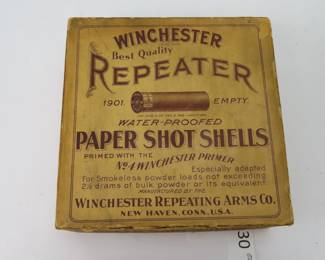 WINCHESTER
Best Quality
REPEATER
1901. EMPTY.
WATER-PROOFED
PAPER SHOT SHELLS
PRIMED WITH THE
No 4 WINCHESTER PRIMER
Especially adapted
For Smokeless powder loads not exceeding
drams of bulk powder or its equivalent
MANUFACTURED BY THE
WINCHESTER REPEATING ARMS CO.
NEW HAVEN, CONN., U.S.A.
30